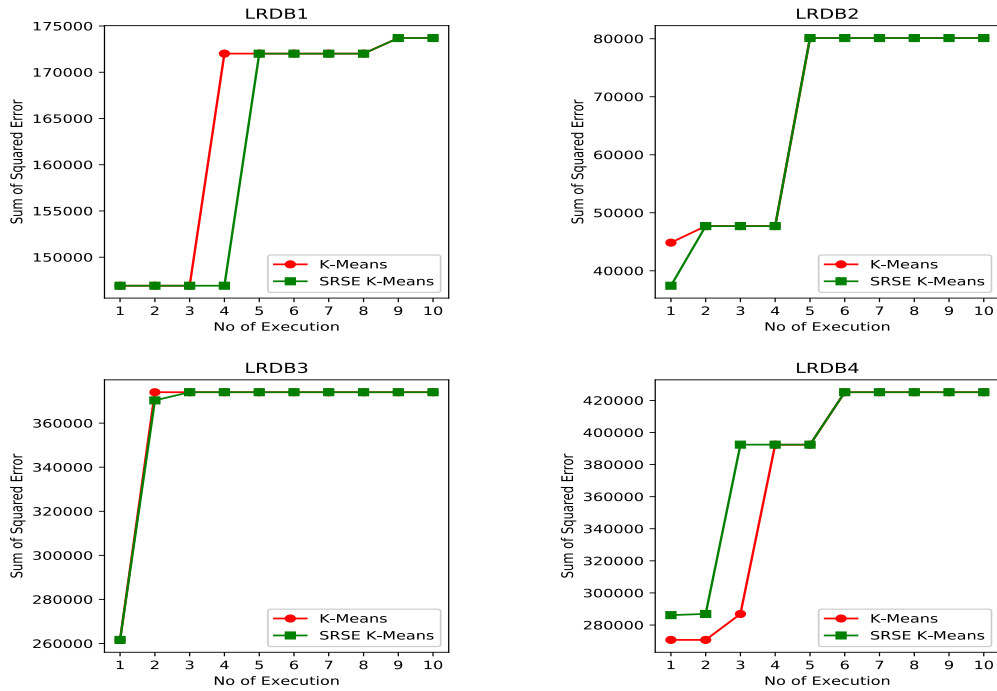 LRDB1
175000
170000
165000
160000
155000
150000
Sum of Squared Error
1 2 3 4 5 6 7 8 9 10
No of Execution
K-Means
SRSE K-Means
LRDB2
80000
70000
60000
50000
40000
Sum of Squared Error
1 2 3 4 5 6 7 8 9 10
No of Execution
K-Means
SRSE K-Means
LRDB3
360000
340000
320000
300000
280000
260000
Sum of Squared Error
1 2 3 4 5 6 7 8 9 10
No of Execution
K-Means
SRSE K-Means
LRDB4
420000
400000
380000
360000
340000
320000
300000
280000
Sum of Squared Error
1 2 3 4 5 6 7 8 9 10
No of Execution
K-Means
SRSE K-Means